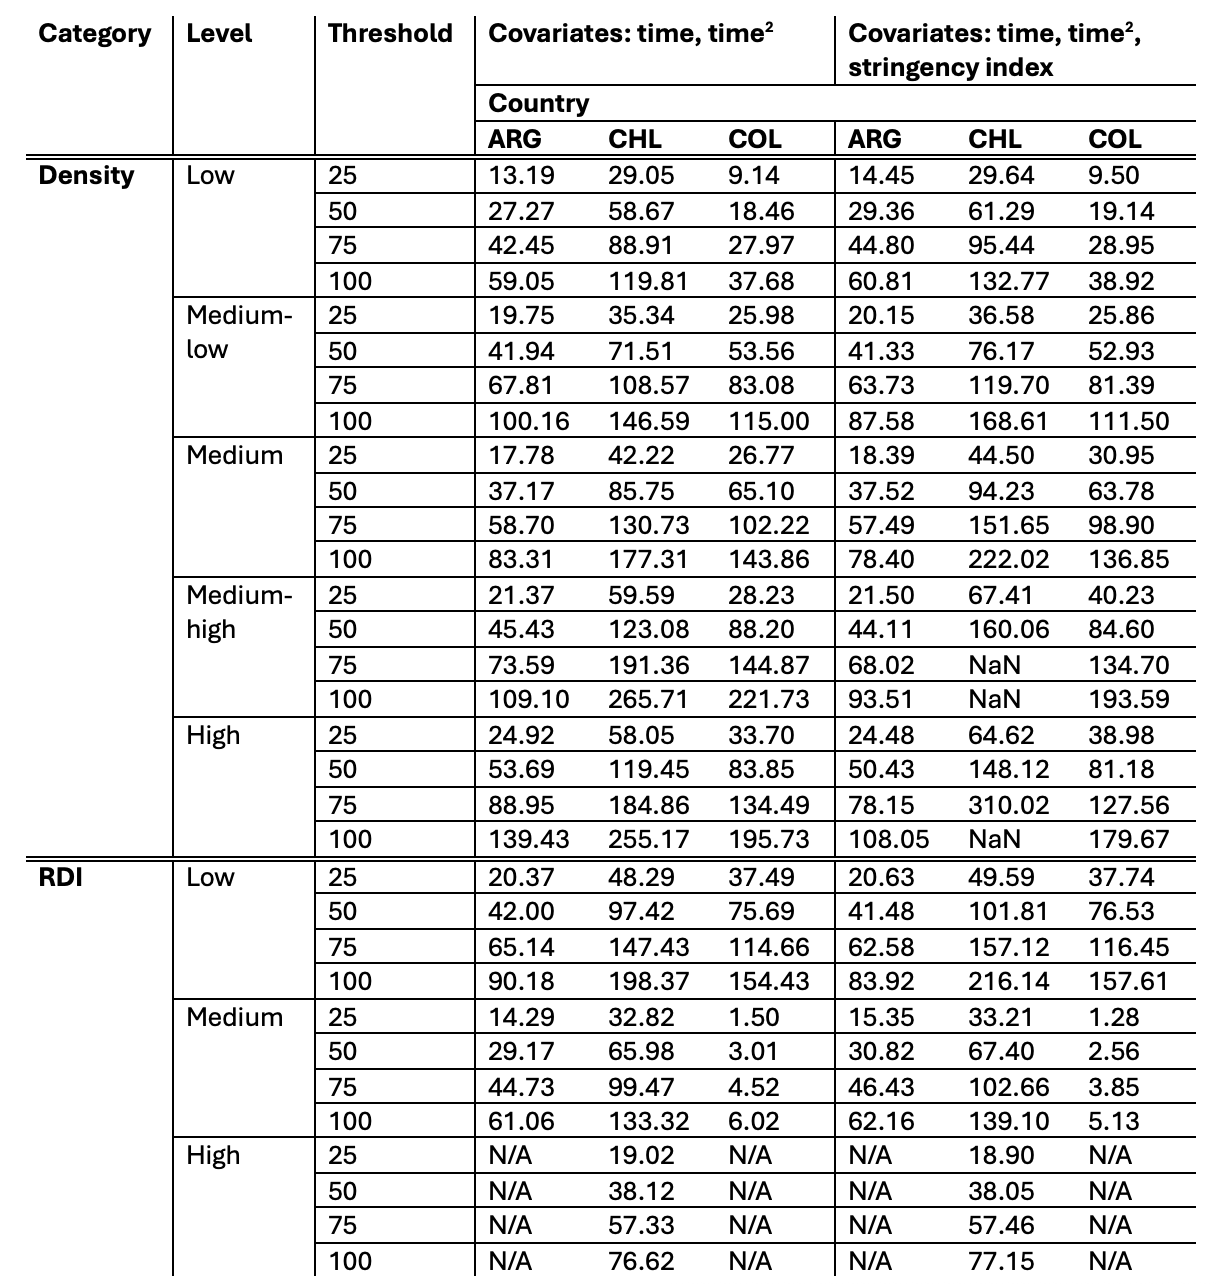 Category Level Threshold Covariates: time, time² Covariates: time, time²,
stringency index
Country
ARG CHL COL ARG CHL COL
Density Low 25 13.19 29.05 9.14 14.45 29.64 9.50
50 27.27 58.67 18.46 29.36 61.29 19.14
75 42.45 88.91 27.97 44.80 95.44 28.95
100 59.05 119.81 37.68 60.81 132.77 38.92
Medium- 25 19.75 35.34 25.98 20.15 36.58 25.86
low 50 41.94 71.51 53.56 41.33 76.17 52.93
75 67.81 108.57 83.08 63.73 119.70 81.39
100 100.16 146.59 115.00 87.58 168.61 111.50
Medium 25 17.78 42.22 26.77 18.39 44.50 30.95
50 37.17 85.75 65.10 37.52 94.23 63.78
75 58.70 130.73 102.22 57.49 151.65 98.90
100 83.31 177.31 143.86 78.40 222.02 136.85
Medium- 25 21.37 59.59 28.23 21.50 67.41 40.23
high 50 45.43 123.08 88.20 44.11 160.06 84.60
75 73.59 191.36 144.87 68.02 NaN 134.70
100 109.10 265.71 221.73 93.51 NaN 193.59
High 25 24.92 58.05 33.70 24.48 64.62 38.98
50 53.69 119.45 83.85 50.43 148.12 81.18
75 88.95 184.86 134.49 78.15 310.02 127.56
100 139.43 255.17 195.73 108.05 NaN 179.67
RDI Low 25 20.37 48.29 37.49 20.63 49.59 37.74
50 42.00 97.42 75.69 41.48 101.81 76.53
75 65.14 147.43 114.66 62.58 157.12 116.45
100 90.18 198.37 154.43 83.92 216.14 157.61
Medium 25 14.29 32.82 1.50 15.35 33.21 1.28
50 29.17 65.98 3.01 30.82 67.40 2.56
75 44.73 99.47 4.52 46.43 102.66 3.85
100 61.06 133.32 6.02 62.16 139.10 5.13
High 25 N/A 19.02 N/A N/A 18.90 N/A
50 N/A 38.12 N/A N/A 38.05 N/A
75 N/A 57.33 N/A N/A 57.46 N/A
100 N/A 76.62 N/A N/A 77.15 N/A